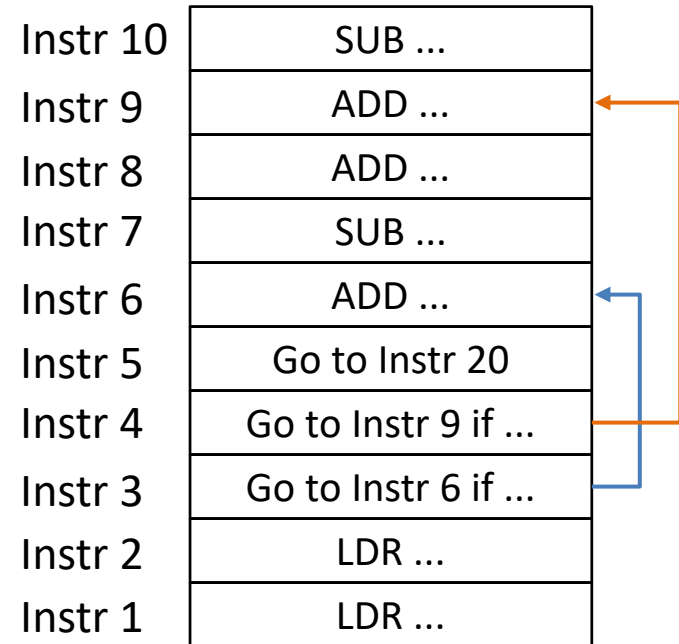 Instr 10 SUB ...
Instr 9 ADD ...
Instr 8 ADD ...
Instr 7 SUB ...
Instr 6 ADD ...
Instr 5 Go to Instr 20
Instr 4 Go to Instr 9 if ...
Instr 3 Go to Instr 6 if ...
Instr 2 LDR ...
Instr 1 LDR ...